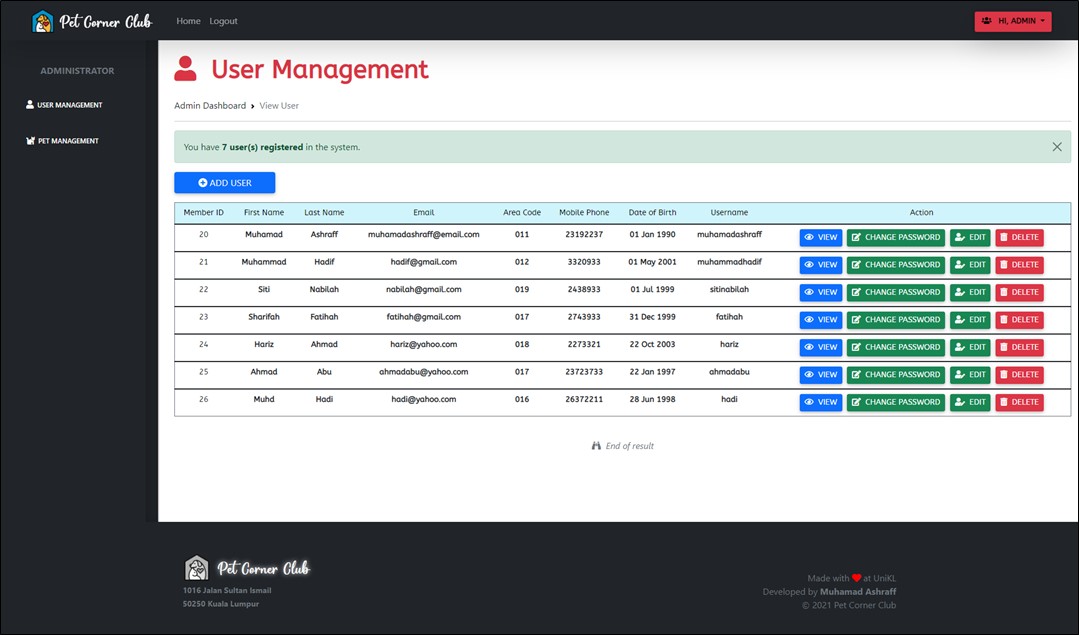 Pet Corner Club Home Logout HI, ADMIN
ADMINISTRATOR
USER MANAGEMENT
PET MANAGEMENT
User Management
Admin Dashboard › View User
You have 7 user(s) registered in the system.
ADD USER
Member ID First Name Last Name Email Area Code Mobile Phone Date of Birth Username Action
20 Muhamad Ashraff muhamadashraff@email.com 011 23192237 01 Jan 1990 muhamadashraff VIEW CHANGE PASSWORD EDIT DELETE
21 Muhammad Hadif hadif@gmail.com 012 3320933 01 May 2001 muhammadhadif VIEW CHANGE PASSWORD EDIT DELETE
22 Siti Nabilah nabilah@gmail.com 019 2438933 01 Jul 1999 sitinabilah VIEW CHANGE PASSWORD EDIT DELETE
23 Sharifah Fatihah fatihah@gmail.com 017 2743933 31 Dec 1999 fatihah VIEW CHANGE PASSWORD EDIT DELETE
24 Hariz Ahmad hariz@yahoo.com 018 2273321 22 Oct 2003 hariz VIEW CHANGE PASSWORD EDIT DELETE
25 Ahmad Abu ahmadabu@yahoo.com 017 23723733 22 Jan 1997 ahmadabu VIEW CHANGE PASSWORD EDIT DELETE
26 Muhd Hadi hadi@yahoo.com 016 26372211 28 Jun 1998 hadi VIEW CHANGE PASSWORD EDIT DELETE
End of result
Pet Corner Club
1016 Jalan Sultan Ismail
50250 Kuala Lumpur
Made with ❤ at UniKL
Developed by Muhamad Ashraff
© 2021 Pet Corner Club